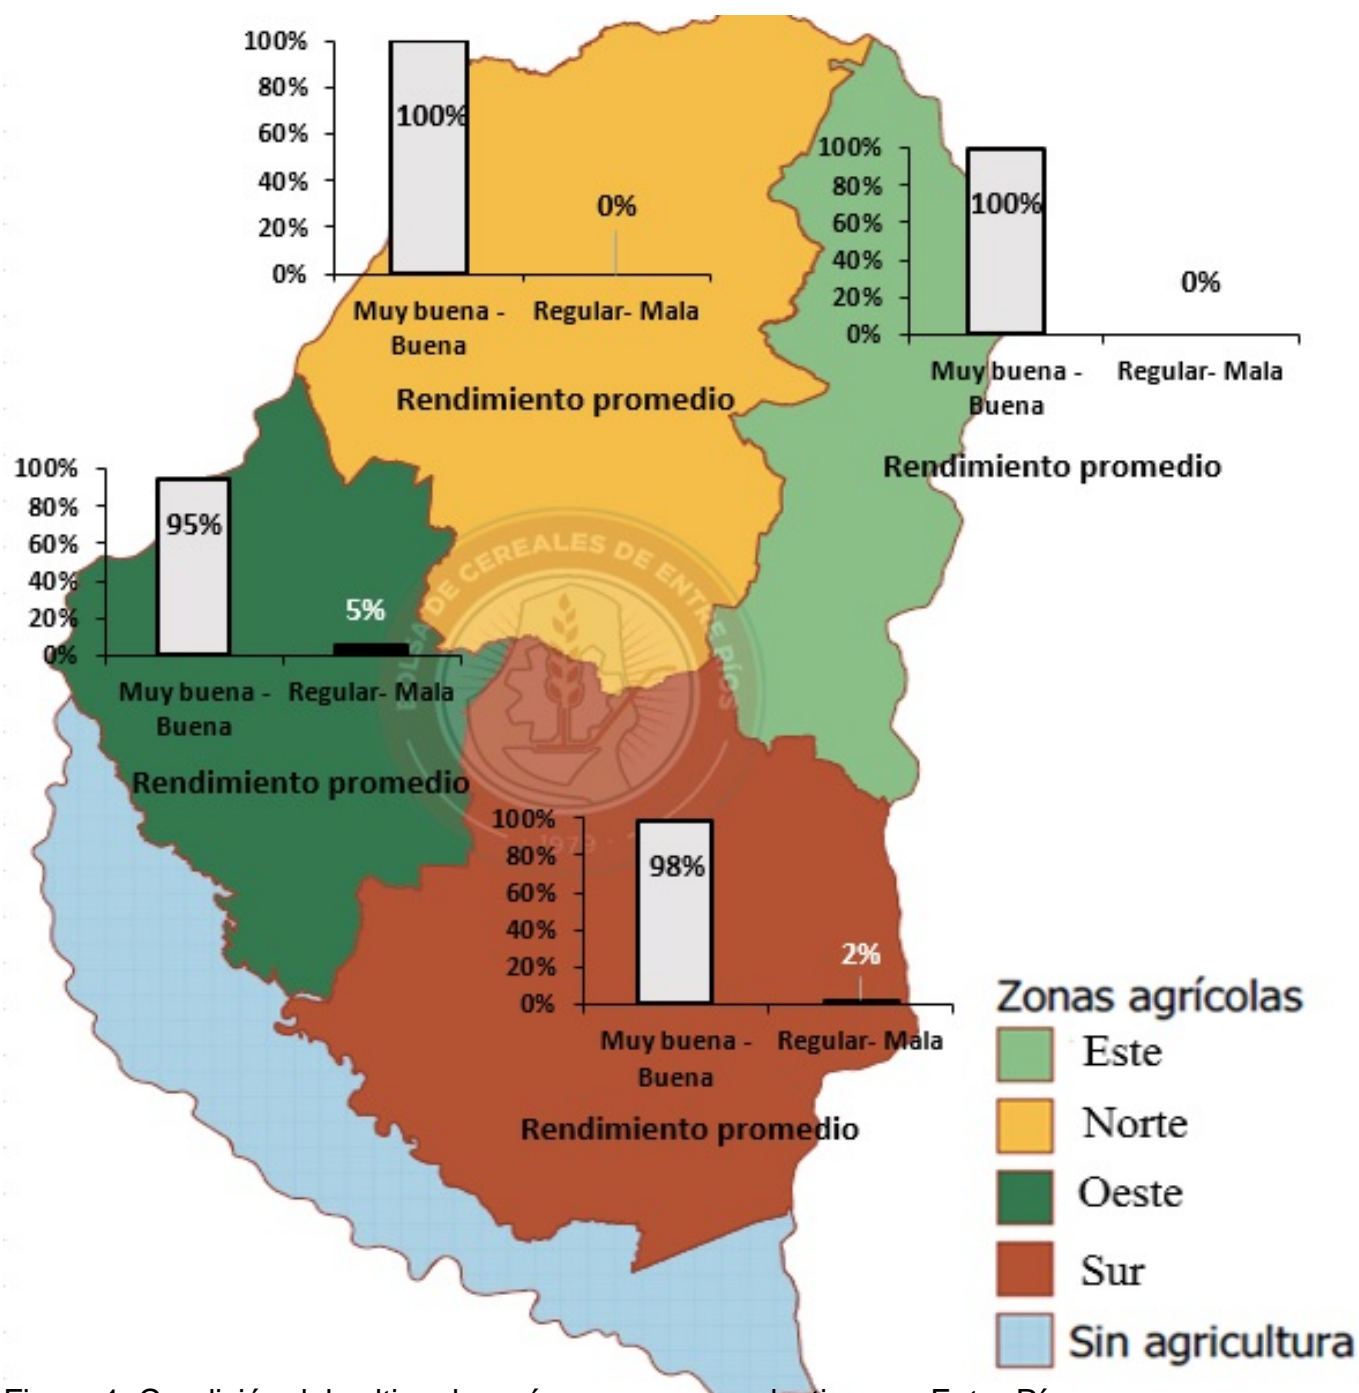 100%
80%
60%
40%
20%
0%
100%
0%
Muy buena - Regular- Mala
Buena
Rendimiento promedio
100%
80%
60%
40%
20%
0%
100%
0%
Muy buena - Regular- Mala
Buena
Rendimiento promedio
100%
80%
60%
40%
20%
0%
95%
5%
Muy buena - Regular- Mala
Buena
Rendimiento promedio
BOLSA DE CEREALES DE ENTRE RÍOS
· 1979 ·
100%
80%
60%
40%
20%
0%
98%
2%
Muy buena - Regular- Mala
Buena
Rendimiento promedio
Zonas agrícolas
Este
Norte
Oeste
Sur
Sin agricultura